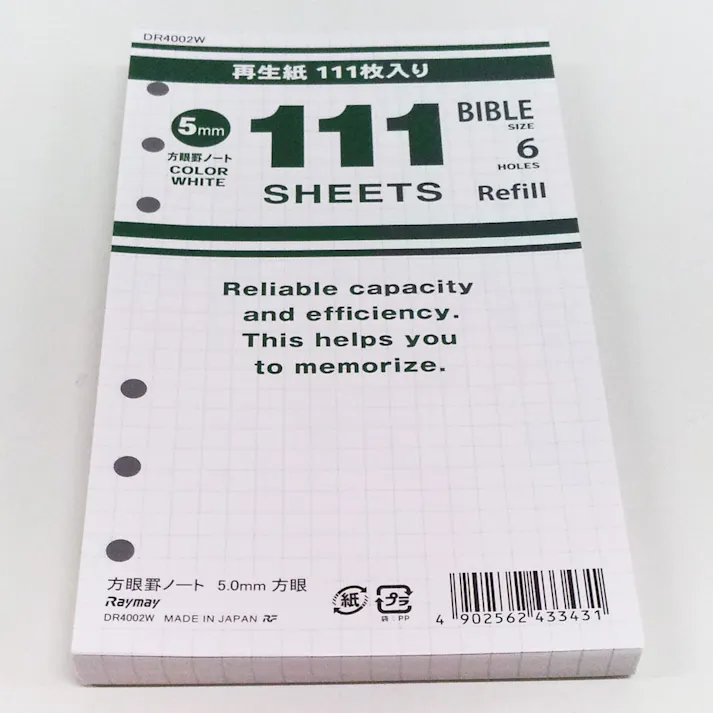 DR4002W
再生紙 111枚入り
5mm
方眼罫ノート
COLOR
WHITE
111
SHEETS
BIBLE
SIZE
6
HOLES
Refill
Reliable capacity
and efficiency.
This helps you
to memorize.
方眼罫ノート 5.0mm 方眼
Raymay
DR4002W MADE IN JAPAN RF
紙
プラ
袋:PP
4 902562 433431